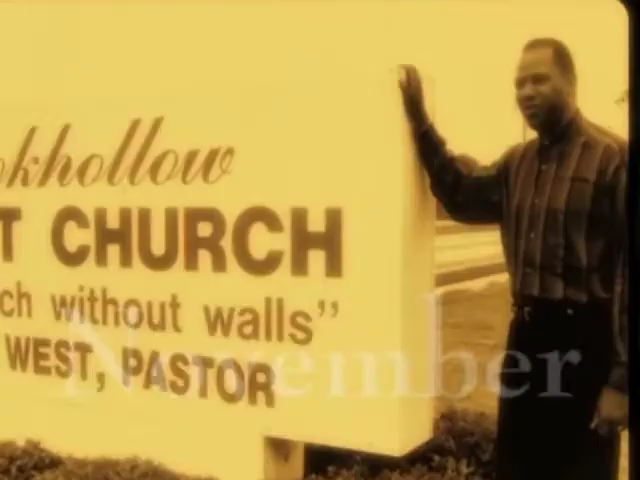 okhollow
T CHURCH
ch without walls"
WEST, PASTOR
November